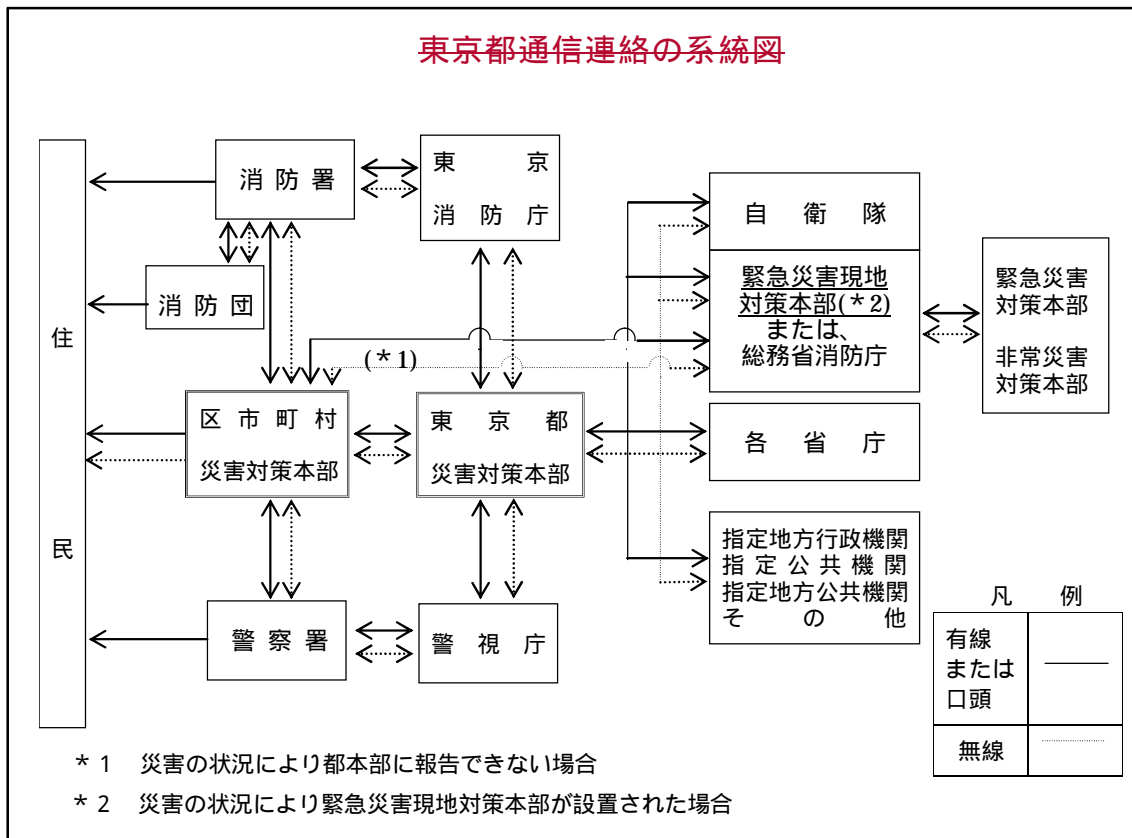 東京都通信連絡の系統図
住
民
消防署
消防団
区市町村
災害対策本部
警察署
東京
消防庁
(*1)
東京都
災害対策本部
警視庁
自衛隊
緊急災害現地
対策本部(*2)
または、
総務省消防庁
各省庁
指定地方行政機関
指定公共機関
指定地方公共機関
その他
緊急災害
対策本部
非常災害
対策本部
凡例
有線
または
口頭
無線
*1 災害の状況により都本部に報告できない場合
*2 災害の状況により緊急災害現地対策本部が設置された場合